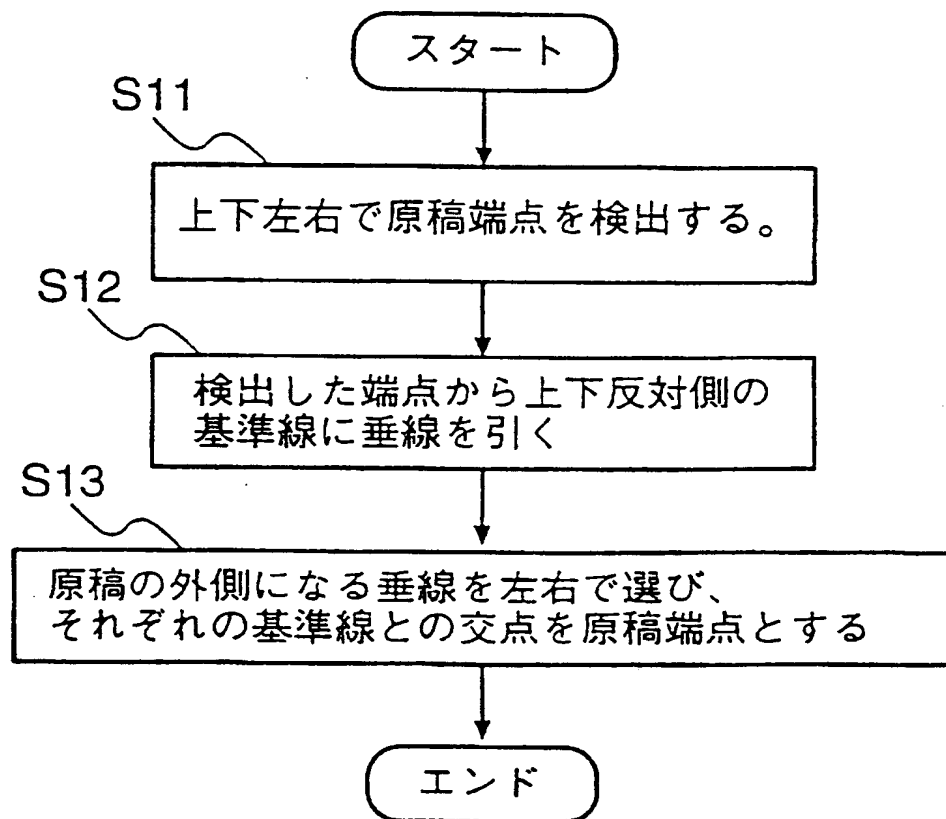 スタート
S11
上下左右で原稿端点を検出する。
S12
検出した端点から上下反対側の
基準線に垂線を引く
S13
原稿の外側になる垂線を左右で選び、
それぞれの基準線との交点を原稿端点とする
エンド